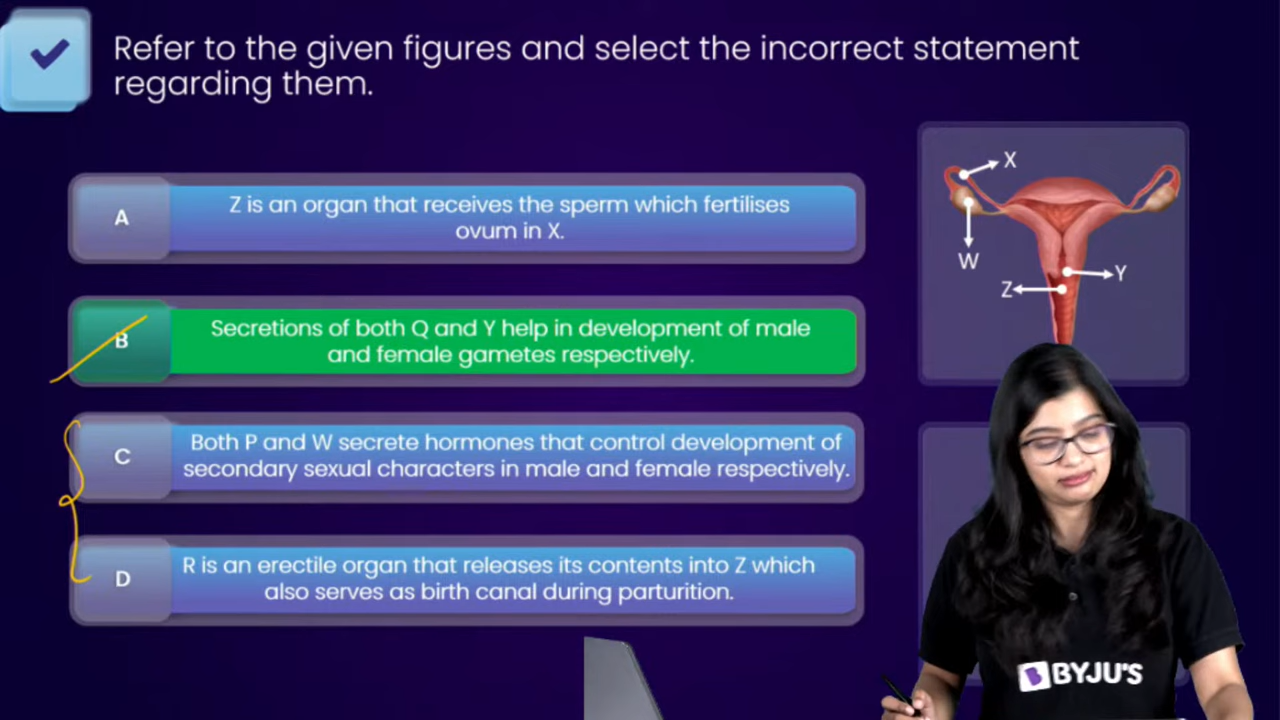 Refer to the given figures and select the incorrect statement
regarding them.
A
Z is an organ that receives the sperm which fertilises
ovum in X.
B
Secretions of both Q and Y help in development of male
and female gametes respectively.
C
Both P and W secrete hormones that control development of
secondary sexual characters in male and female respectively.
D
R is an erectile organ that releases its contents into Z which
also serves as birth canal during parturition.
X
W
Y
Z
BYJU'S